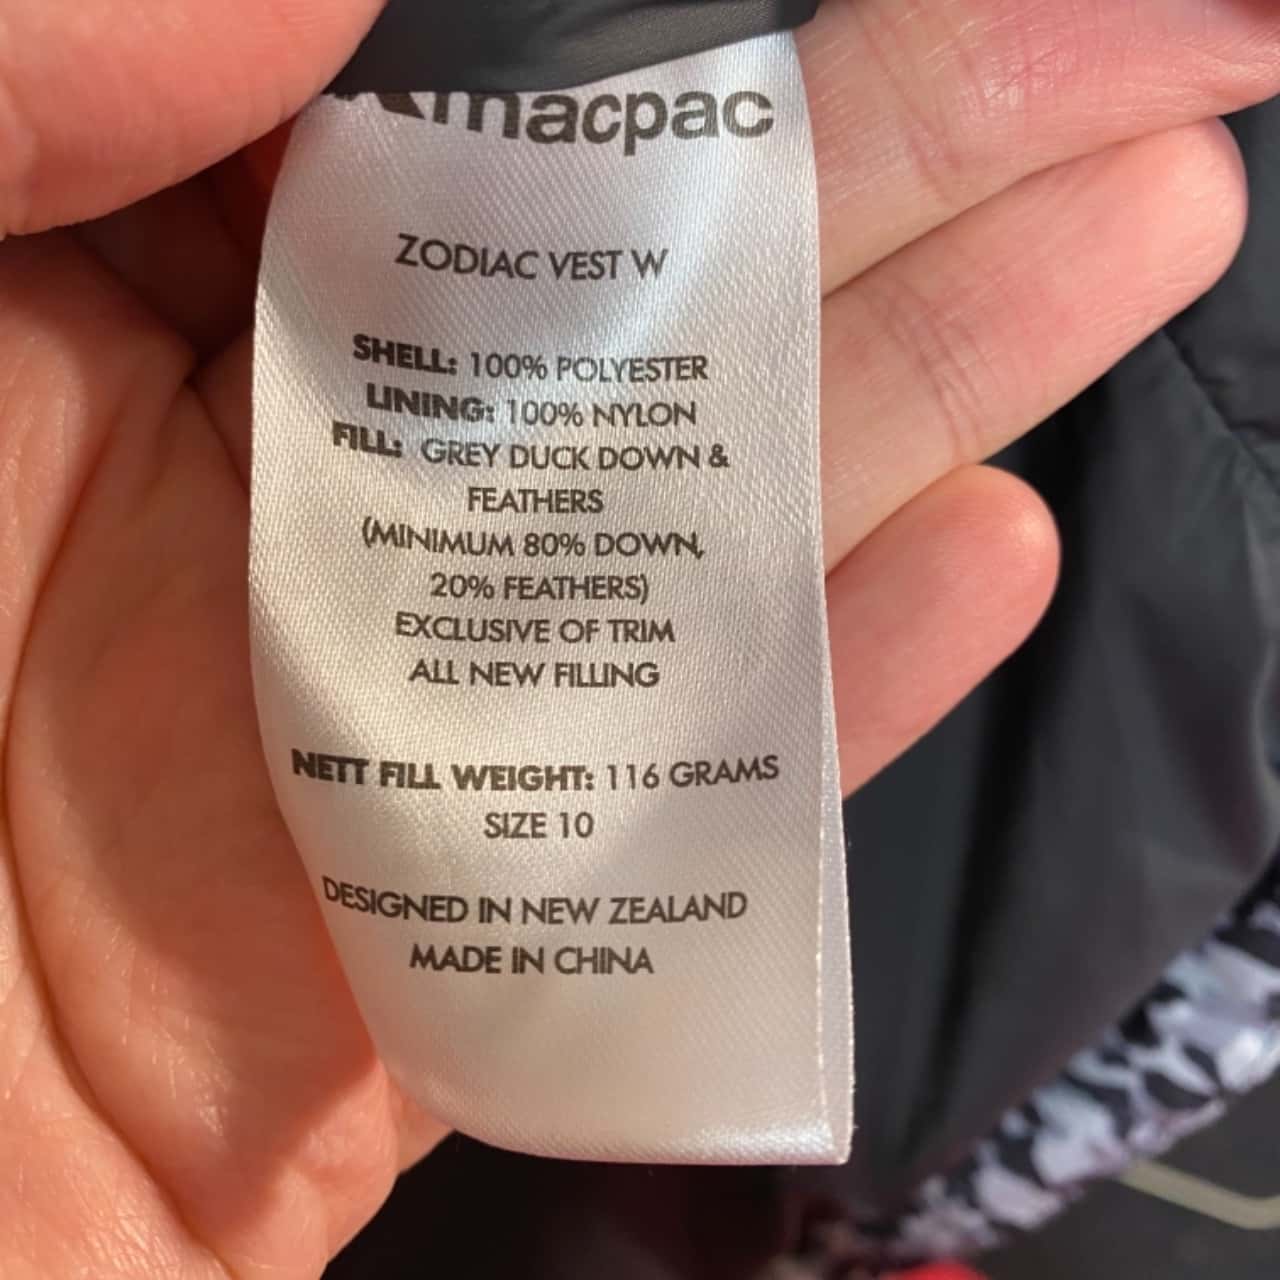 macpac
ZODIAC VEST W
SHELL: 100% POLYESTER
LINING: 100% NYLON
FILL: GREY DUCK DOWN &
FEATHERS
(MINIMUM 80% DOWN,
20% FEATHERS)
EXCLUSIVE OF TRIM
ALL NEW FILLING
NETT FILL WEIGHT: 116 GRAMS
SIZE 10
DESIGNED IN NEW ZEALAND
MADE IN CHINA